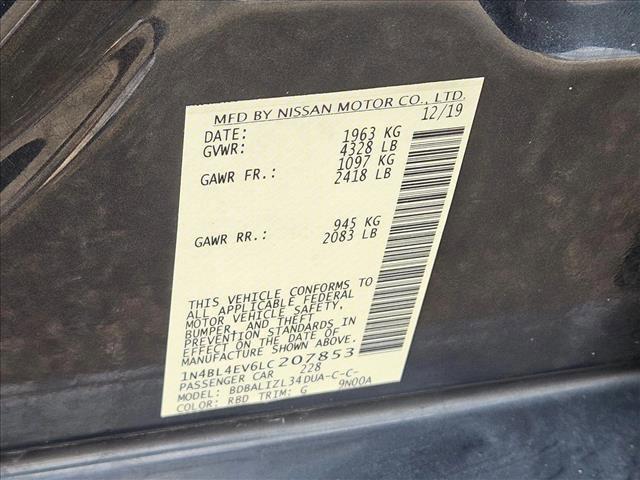 MFD BY NISSAN MOTOR CO., LTD.
DATE: 12/19
GVWR: 1963 KG
4328 LB
GAWR FR.: 1097 KG
2418 LB
GAWR RR.: 945 KG
2083 LB
THIS VEHICLE CONFORMS TO
ALL APPLICABLE FEDERAL
MOTOR VEHICLE SAFETY,
BUMPER, AND THEFT
PREVENTION STANDARDS IN
EFFECT ON THE DATE OF
MANUFACTURE SHOWN ABOVE.
1N4BL4EV6LC207853
PASSENGER CAR 228
MODEL: BDBALIZL34DUA-C-C-
COLOR: RBD TRIM: G 9N00A